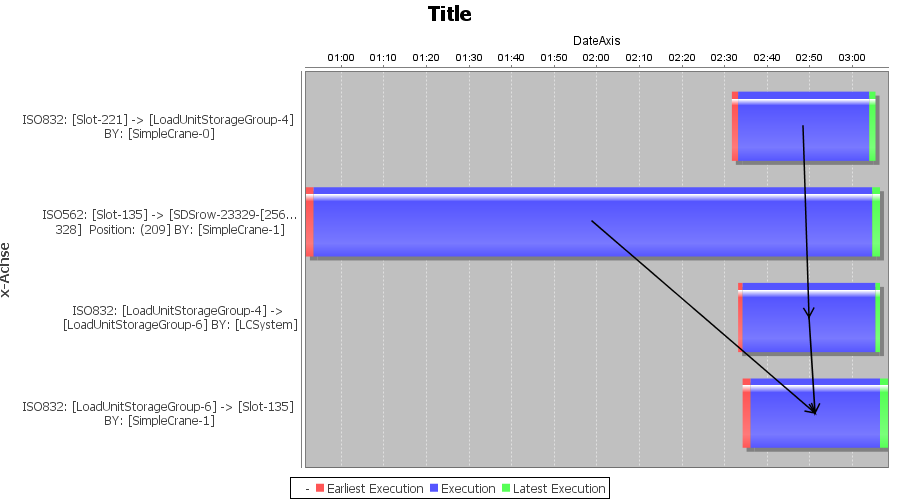 Title
DateAxis
01:00 01:10 01:20 01:30 01:40 01:50 02:00 02:10 02:20 02:30 02:40 02:50 03:00
x-Achse
ISO832: [Slot-221] -> [LoadUnitStorageGroup-4]
BY: [SimpleCrane-0]
ISO562: [Slot-135] -> [SDSrow-23329-[256...
328] Position: (209] BY: [SimpleCrane-1]
ISO832: [LoadUnitStorageGroup-4] ->
[LoadUnitStorageGroup-6] BY: [LCSystem]
ISO832: [LoadUnitStorageGroup-6] -> [Slot-135]
BY: [SimpleCrane-1]
- Earliest Execution Execution Latest Execution